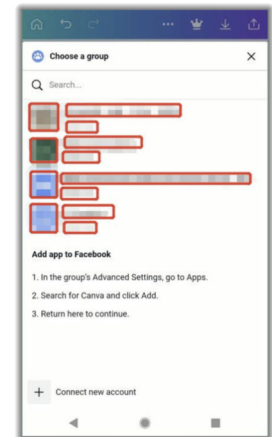 Choose a group
Search...
Add app to Facebook
1. In the group's Advanced Settings, go to Apps.
2. Search for Canva and click Add.
3. Return here to continue.
Connect new account